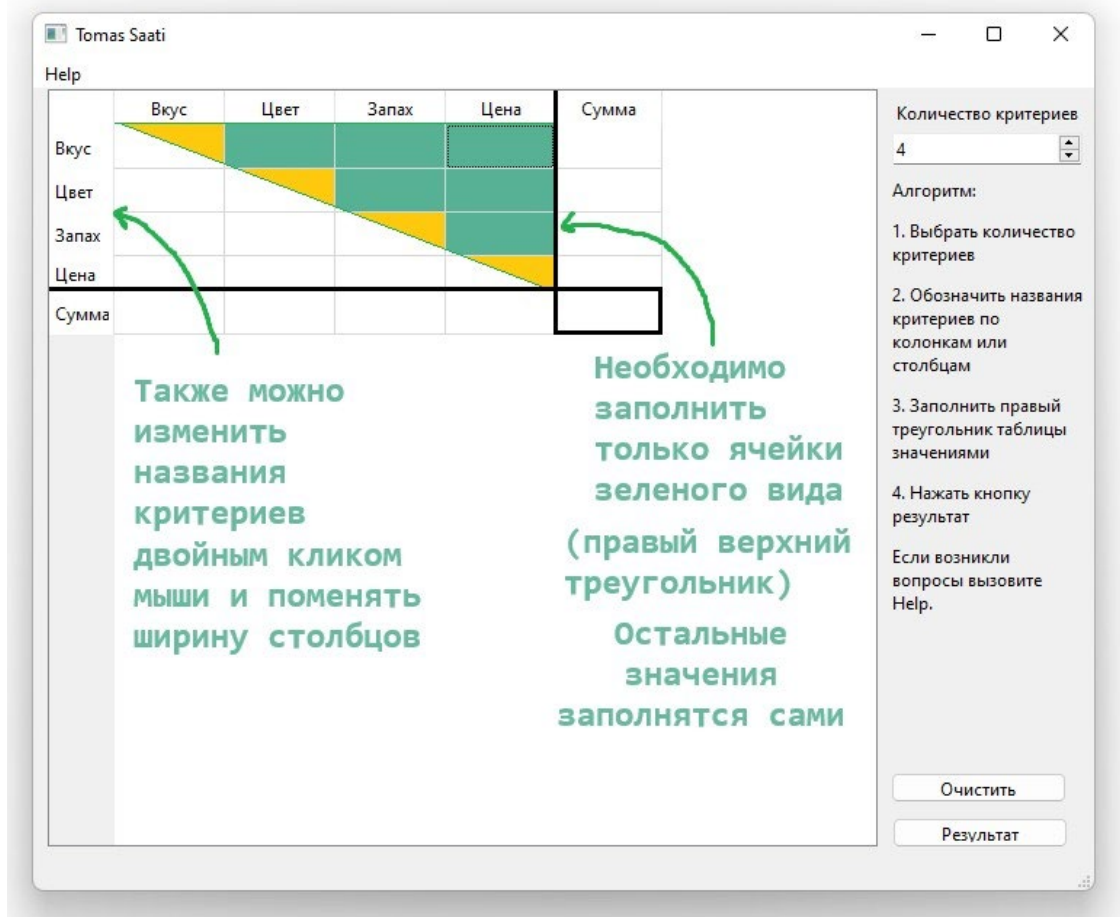 Tomas Saati
Help
Вкус Цвет Запах Цена Сумма
Вкус
Цвет
Запах
Цена
Сумма
Также можно
изменить
названия
критериев
двойным кликом
мыши и поменять
ширину столбцов
Необходимо
заполнить
только ячейки
зеленого вида
(правый верхний
треугольник)
Остальные
значения
заполнятся сами
Количество критериев
4
Алгоритм:
1. Выбрать количество
критериев
2. Обозначить названия
критериев по
колонкам или
столбцам
3. Заполнить правый
треугольник таблицы
значениями
4. Нажать кнопку
результат
Если возникли
вопросы вызовите
Help.
Очистить
Результат